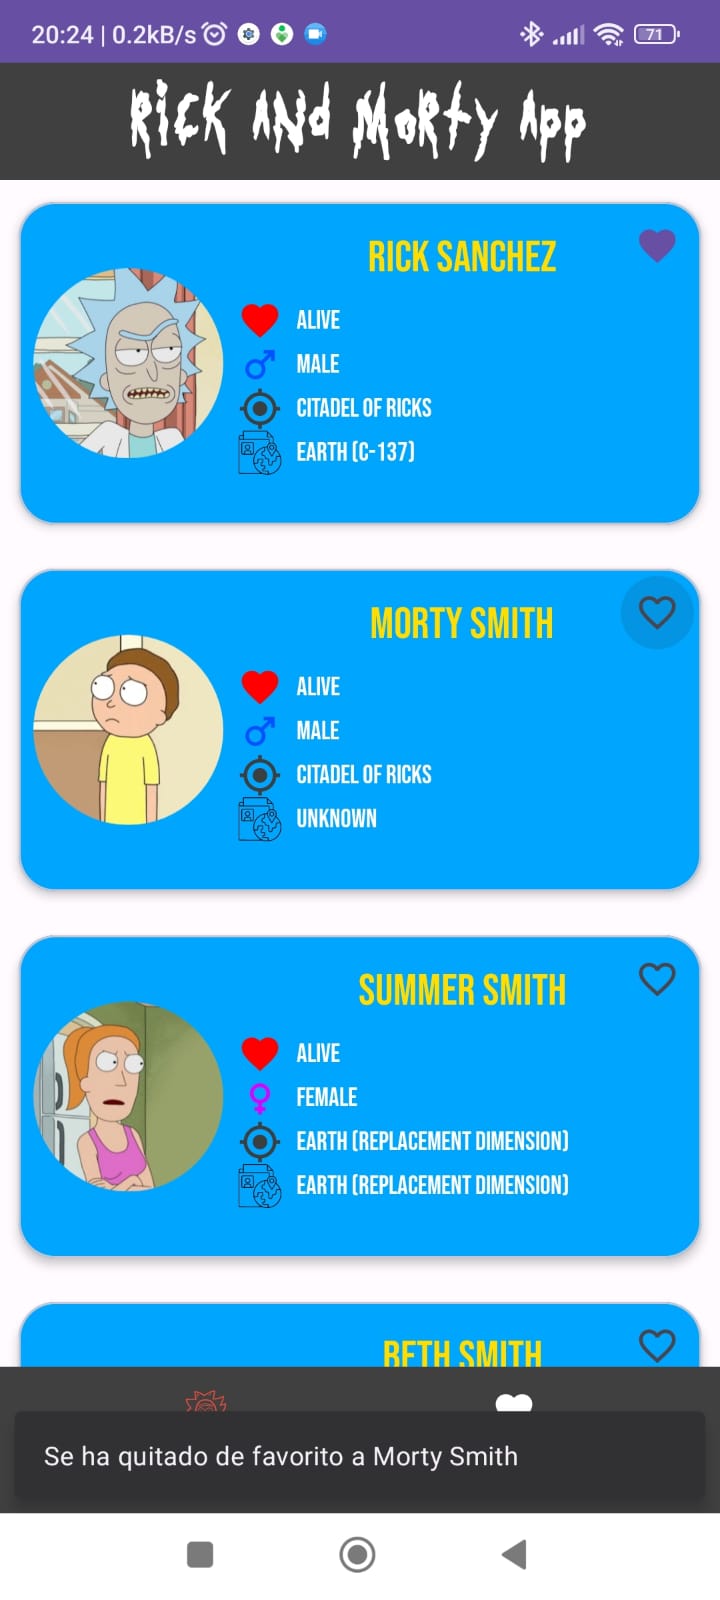 20:24 | 0.2kB/s
71
Rick and Morty App
RICK SANCHEZ
ALIVE
MALE
CITADEL OF RICKS
EARTH (C-137)
MORTY SMITH
ALIVE
MALE
CITADEL OF RICKS
UNKNOWN
SUMMER SMITH
ALIVE
FEMALE
EARTH (REPLACEMENT DIMENSION)
EARTH (REPLACEMENT DIMENSION)
BETH SMITH
Se ha quitado de favorito a Morty Smith